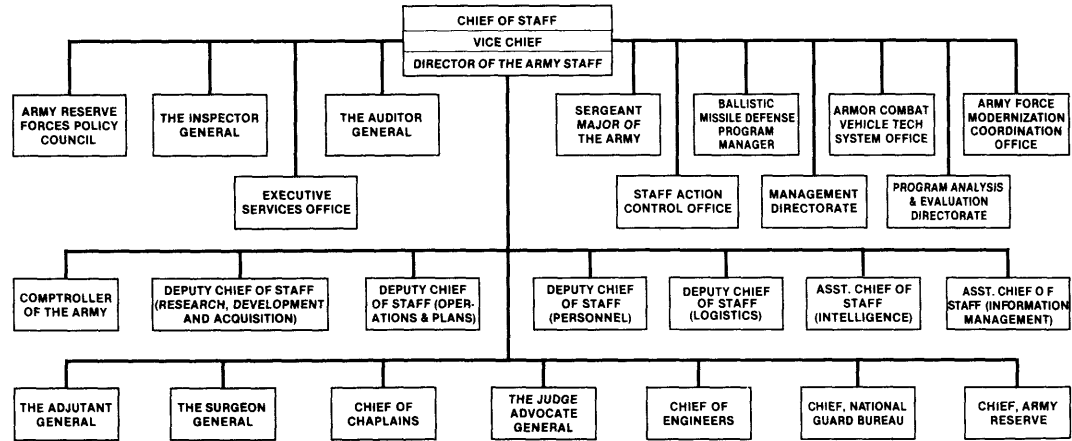 CHIEF OF STAFF
VICE CHIEF
DIRECTOR OF THE ARMY STAFF
ARMY RESERVE
FORCES POLICY
COUNCIL
THE INSPECTOR
GENERAL
THE AUDITOR
GENERAL
SERGEANT
MAJOR OF
THE ARMY
BALLISTIC
MISSILE DEFENSE
PROGRAM
MANAGER
ARMOR COMBAT
VEHICLE TECH
SYSTEM OFFICE
ARMY FORCE
MODERNIZATION
COORDINATION
OFFICE
EXECUTIVE
SERVICES OFFICE
STAFF ACTION
CONTROL OFFICE
MANAGEMENT
DIRECTORATE
PROGRAM ANALYSIS
& EVALUATION
DIRECTORATE
COMPTROLLER
OF THE ARMY
DEPUTY CHIEF OF STAFF
(RESEARCH, DEVELOPMENT
AND ACQUISITION)
DEPUTY CHIEF
OF STAFF (OPER-
ATIONS & PLANS)
DEPUTY CHIEF
OF STAFF
(PERSONNEL)
DEPUTY CHIEF
OF STAFF
(LOGISTICS)
ASST. CHIEF OF
STAFF
(INTELLIGENCE)
ASST. CHIEF OF
STAFF (INFORMATION
MANAGEMENT)
THE ADJUTANT
GENERAL
THE SURGEON
GENERAL
CHIEF OF
CHAPLAINS
THE JUDGE
ADVOCATE
GENERAL
CHIEF OF
ENGINEERS
CHIEF, NATIONAL
GUARD BUREAU
CHIEF, ARMY
RESERVE